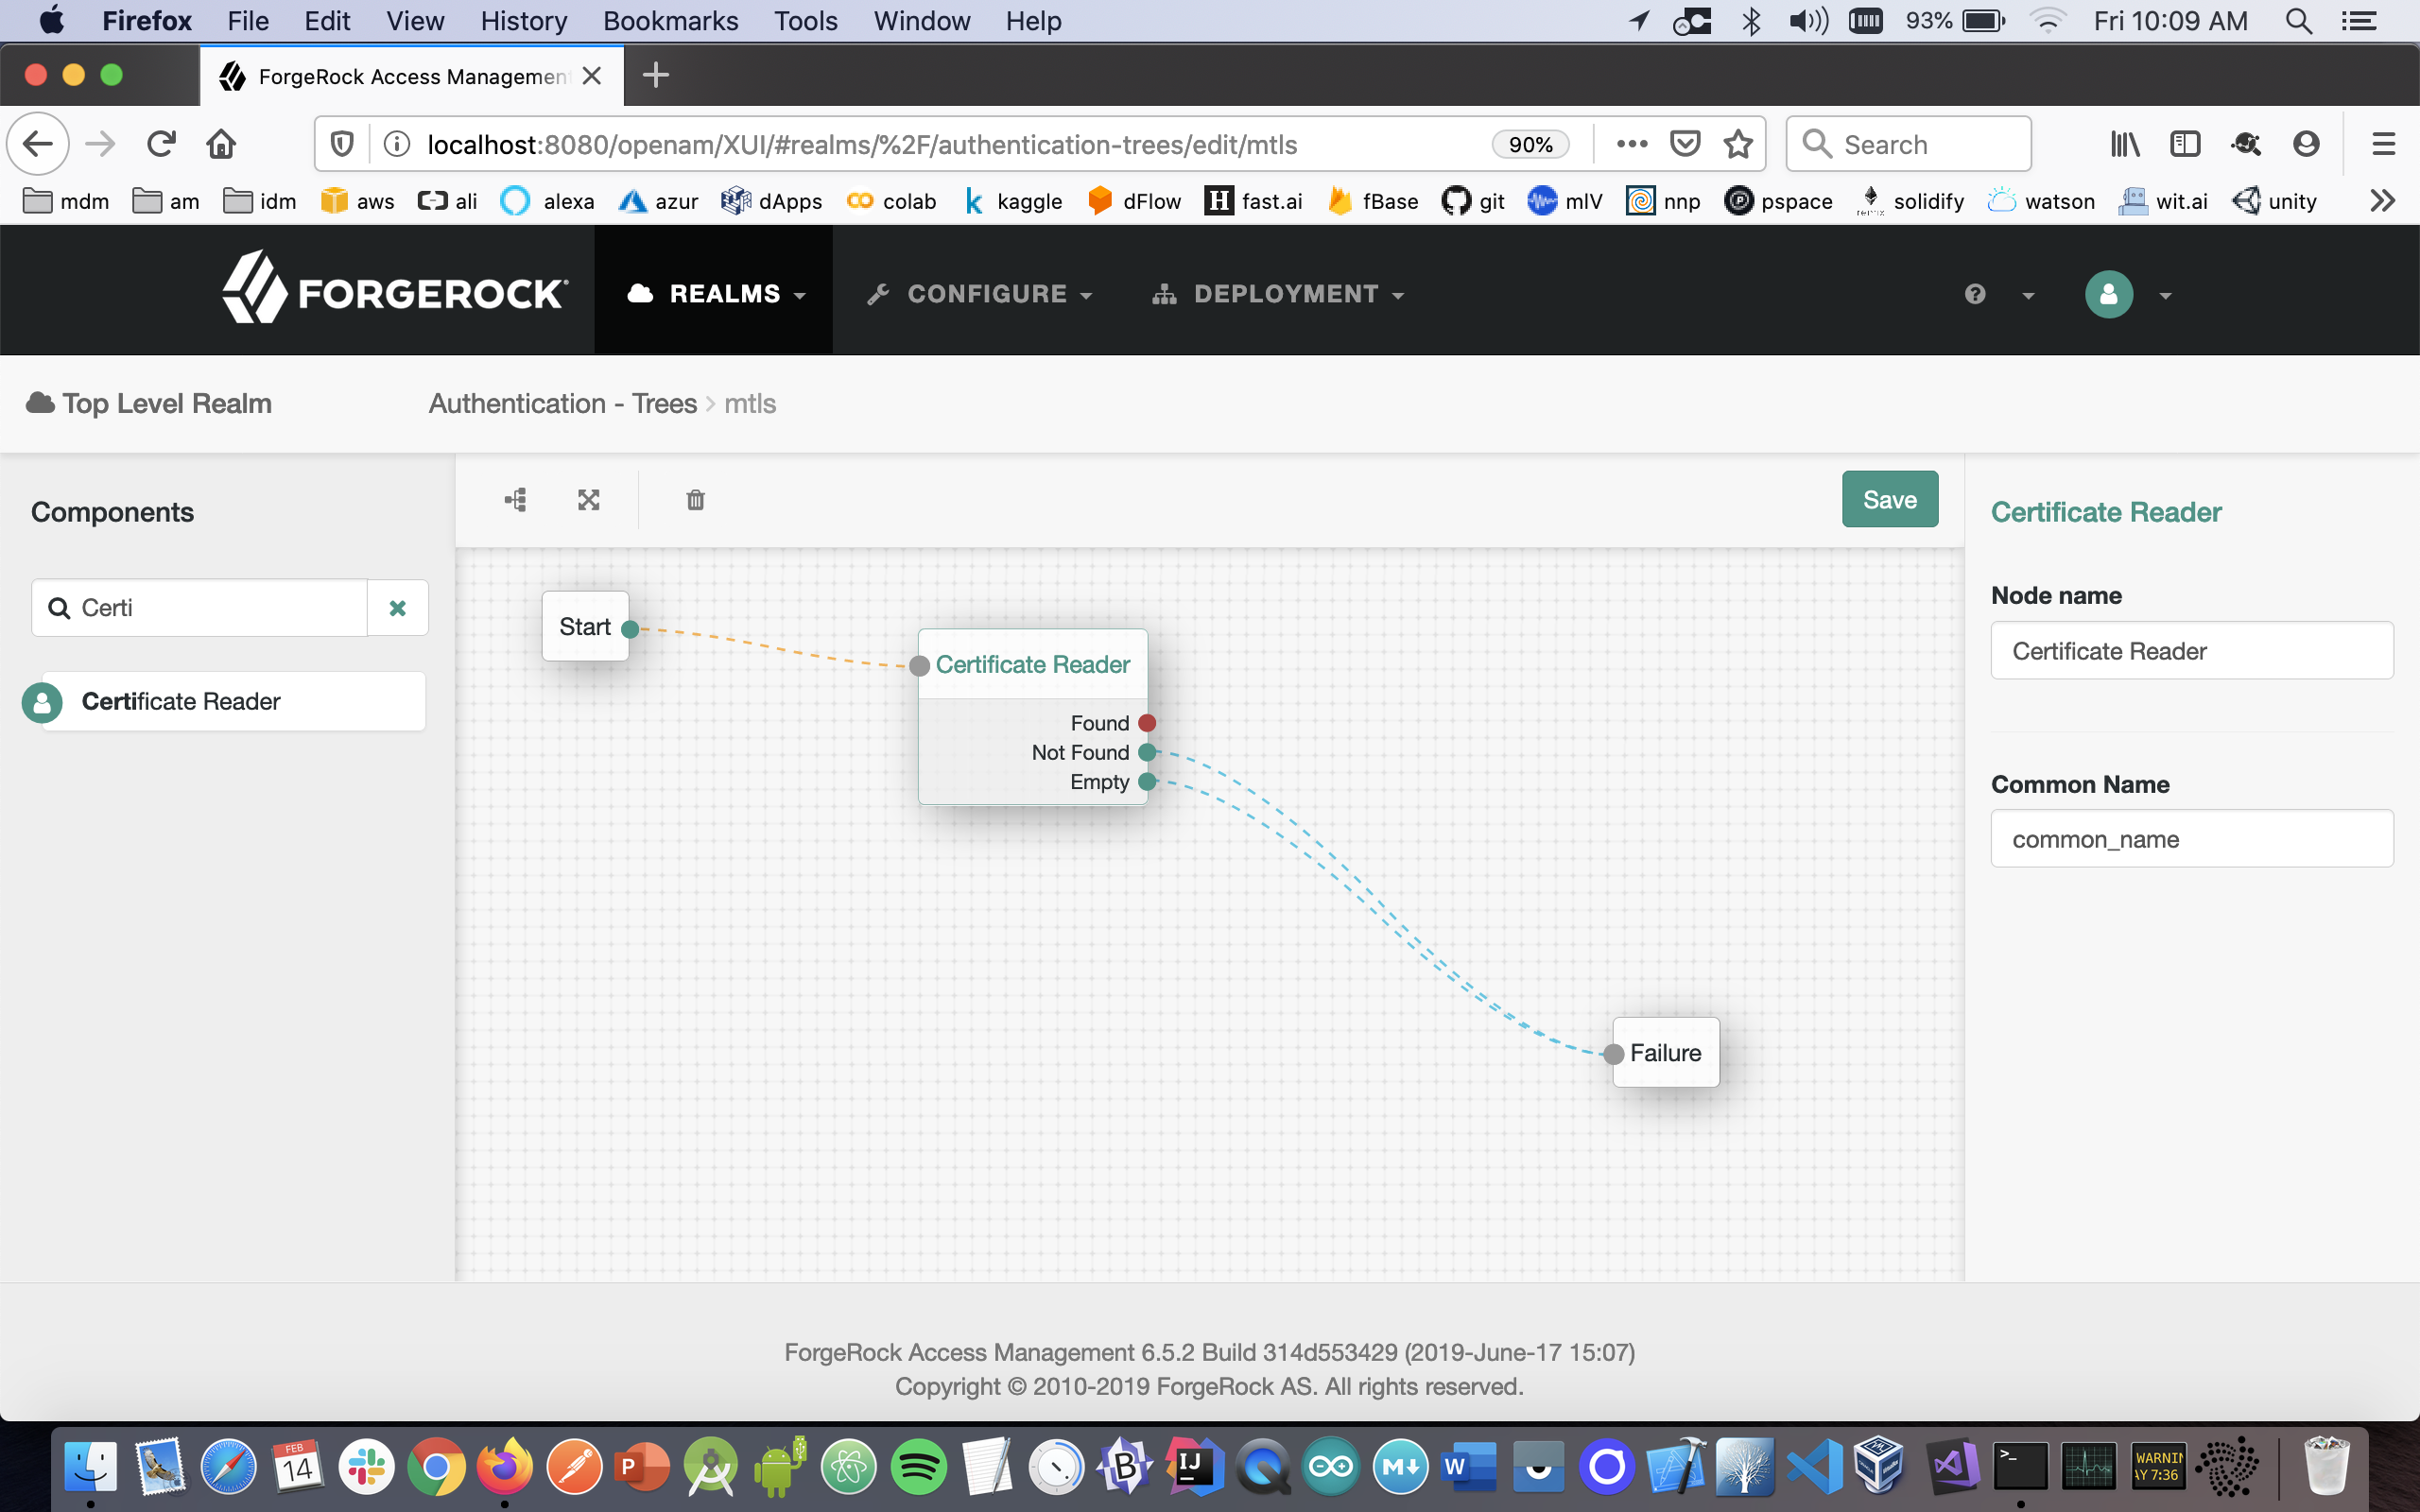 Firefox File Edit View History Bookmarks Tools Window Help 93% Fri 10:09 AM
ForgeRock Access Managemen
localhost:8080/openam/XUI/#realms/%2F/authentication-trees/edit/mtls 90% Search
mdm am idm aws ali alexa azur dApps colab kaggle dFlow fast.ai fBase git mlV nnp pspace solidify watson wit.ai unity
FORGEROCK REALMS CONFIGURE DEPLOYMENT
Top Level Realm Authentication - Trees mtls
Components
Save
Certificate Reader
Certi
Certificate Reader
Start
Certificate Reader
Found
Not Found
Empty
Failure
Node name
Certificate Reader
Common Name
common_name
ForgeRock Access Management 6.5.2 Build 314d553429 (2019-June-17 15:07)
Copyright © 2010-2019 ForgeRock AS. All rights reserved.
FEB
14
P
B
IJ
M
W
>_
WARNIN
AY 7:36